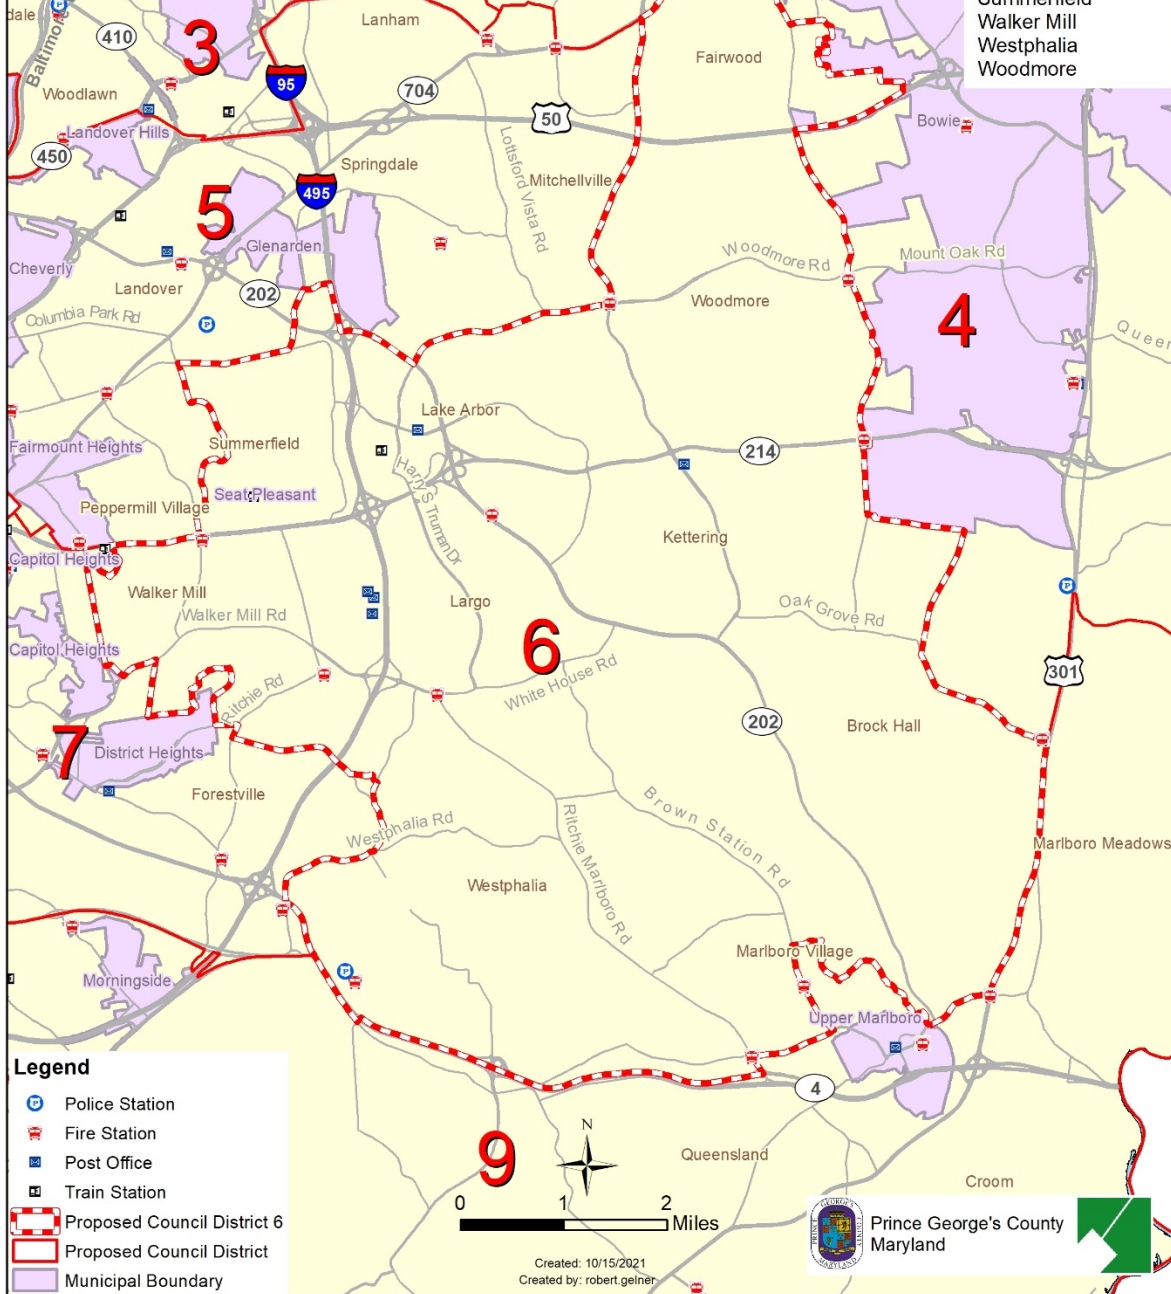 Summerfield
Walker Mill
Westphalia
Woodmore
dale
Baltimore
410
3
Lanham
Fairwood
95
704
Woodlawn
50
Bowie
Landover Hills
450
Springdale
Lottsford Vista Rd
Mitchellville
495
5
Glenarden
Woodmore Rd
Mount Oak Rd
Cheverly
Landover
202
Woodmore
4
Columbia Park Rd
Queen
Lake Arbor
Fairmount Heights
Summerfield
214
Harry S Truman Dr
Seat Pleasant
Peppermill Village
Kettering
Capitol Heights
Walker Mill
Walker Mill Rd
Largo
Oak Grove Rd
Capitol Heights
6
301
White House Rd
Ritchie Rd
202
Brock Hall
7
District Heights
Forestville
Westphalia Rd
Brown Station Rd
Ritchie Marlboro Rd
Marlboro Meadows
Westphalia
Marlboro Village
Morningside
Upper Marlboro
4
Legend
Police Station
Fire Station
Post Office
Train Station
Proposed Council District 6
Proposed Council District
Municipal Boundary
9
N
0 1 2
Miles
Queensland
Croom
Created: 10/15/2021
Created by: robert.gelner
Prince George's County
Maryland